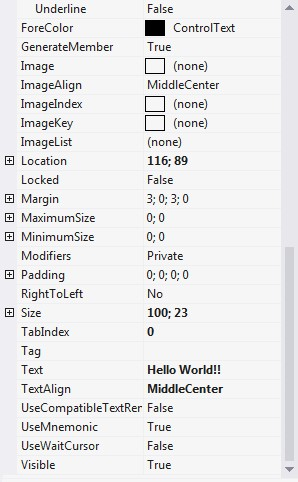 Underline False
ForeColor ControlText
GenerateMember True
Image (none)
ImageAlign MiddleCenter
ImageIndex (none)
ImageKey (none)
ImageList (none)
Location 116; 89
Locked False
Margin 3; 0; 3; 0
MaximumSize 0; 0
MinimumSize 0; 0
Modifiers Private
Padding 0; 0; 0; 0
RightToLeft No
Size 100; 23
TabIndex 0
Tag
Text Hello World!!
TextAlign MiddleCenter
UseCompatibleTextRer False
UseMnemonic True
UseWaitCursor False
Visible True